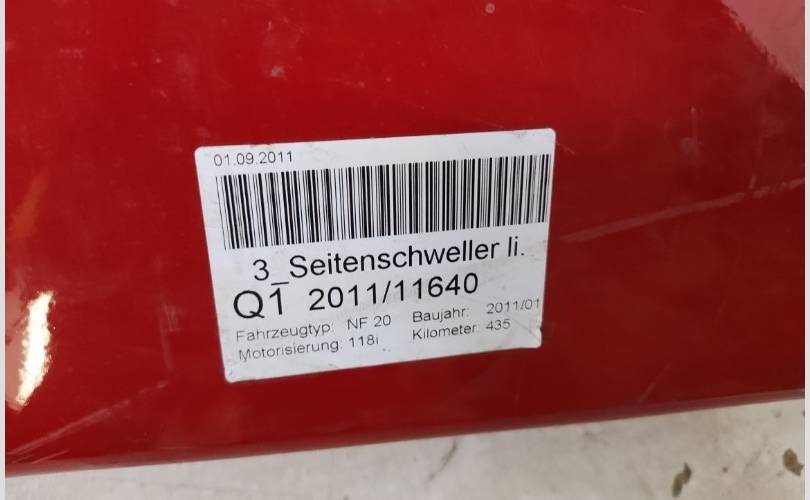 01.09.2011
3_Seitenschweller li.
Q1 2011/11640
Fahrzeugtyp: NF 20 Baujahr: 2011/01
Motorisierung: 118i Kilometer: 435